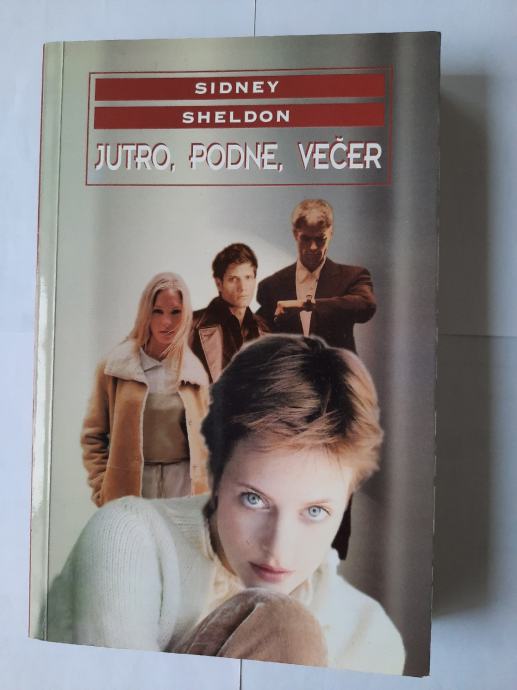 SIDNEY
SHELDON
JUTRO, PODNE, VEČER